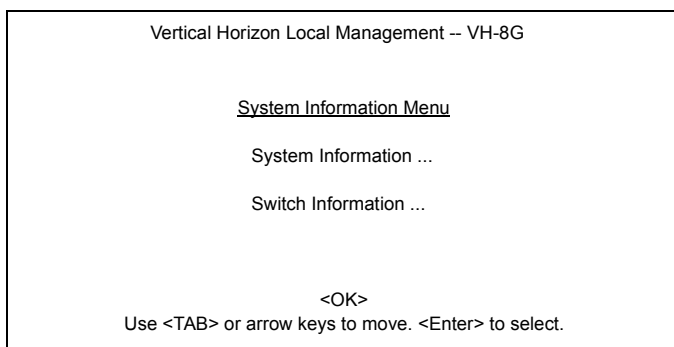 Vertical Horizon Local Management -- VH-8G
System Information Menu
System Information ...
Switch Information ...
<OK>
Use <TAB> or arrow keys to move. <Enter> to select.